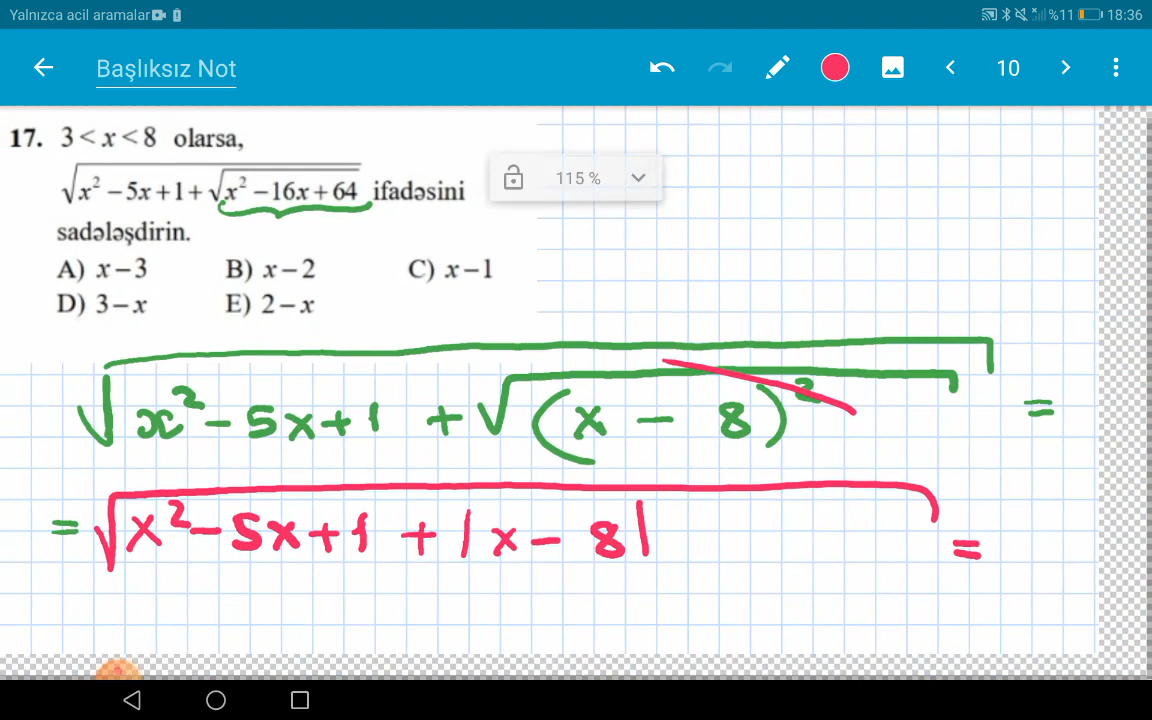 Yalnızca acil aramalar %11 18:36
Başlıksız Not 10
17. 3 < x < 8 olarsa,
√(x² − 5x + 1 + √(x² − 16x + 64)) ifadəsini
115 %
sadələşdirin.
A) x − 3 B) x − 2 C) x − 1
D) 3 − x E) 2 − x
√(x² − 5x + 1 + √((x − 8)²)) =
= √(x² − 5x + 1 + |x − 8|) =